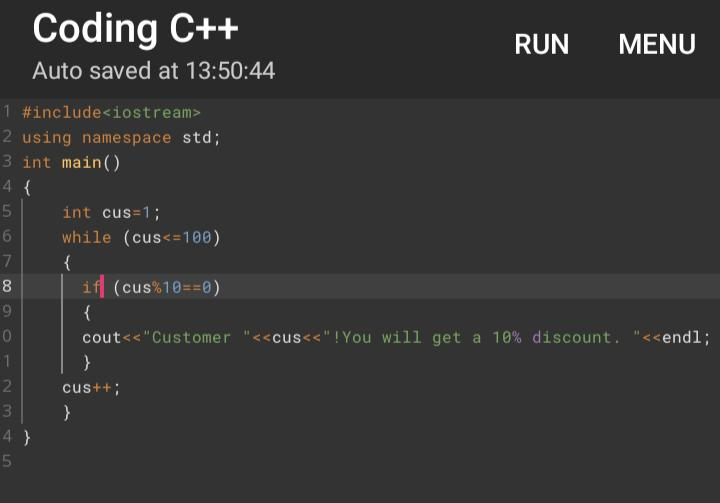 Coding C++
RUN MENU
Auto saved at 13:50:44
1 #include<iostream>
2 using namespace std;
3 int main()
4 {
5 int cus=1;
6 while (cus<=100)
7 {
8 if (cus%10==0)
9 {
0 cout<<"Customer "<<cus<<"!You will get a 10% discount. "<<endl;
1 }
2 cus++;
3 }
4 }
5